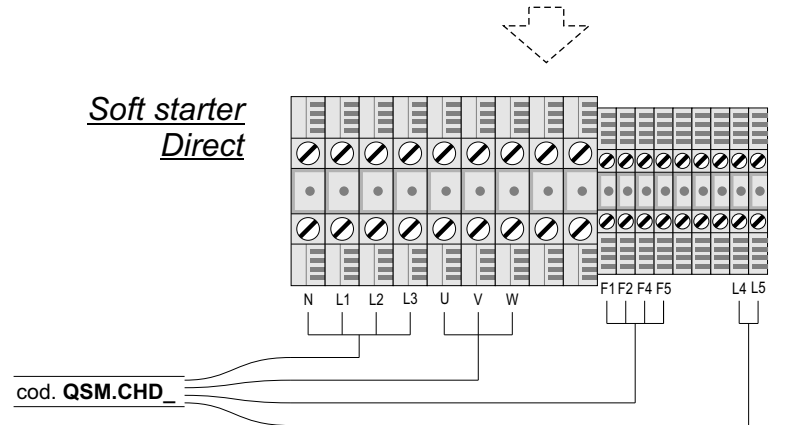 Soft starter
Direct
N L1 L2 L3 U V W F1 F2 F4 F5 L4 L5
cod. QSM.CHD_